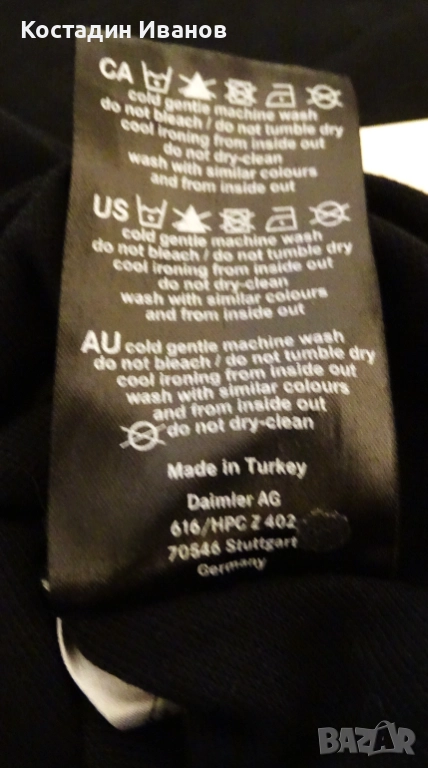 Костадин Иванов
CA
cold gentle machine wash
do not bleach / do not tumble dry
cool ironing from inside out
do not dry-clean
wash with similar colours
and from inside out
US
cold gentle machine wash
do not bleach / do not tumble dry
cool ironing from inside out
do not dry-clean
wash with similar colours
and from inside out
AU cold gentle machine wash
do not bleach / do not tumble dry
cool ironing from inside out
wash with similar colours
and from inside out
do not dry-clean
Made in Turkey
Daimler AG
616/HPC Z 402
70546 Stuttgart
Germany
BAZAR